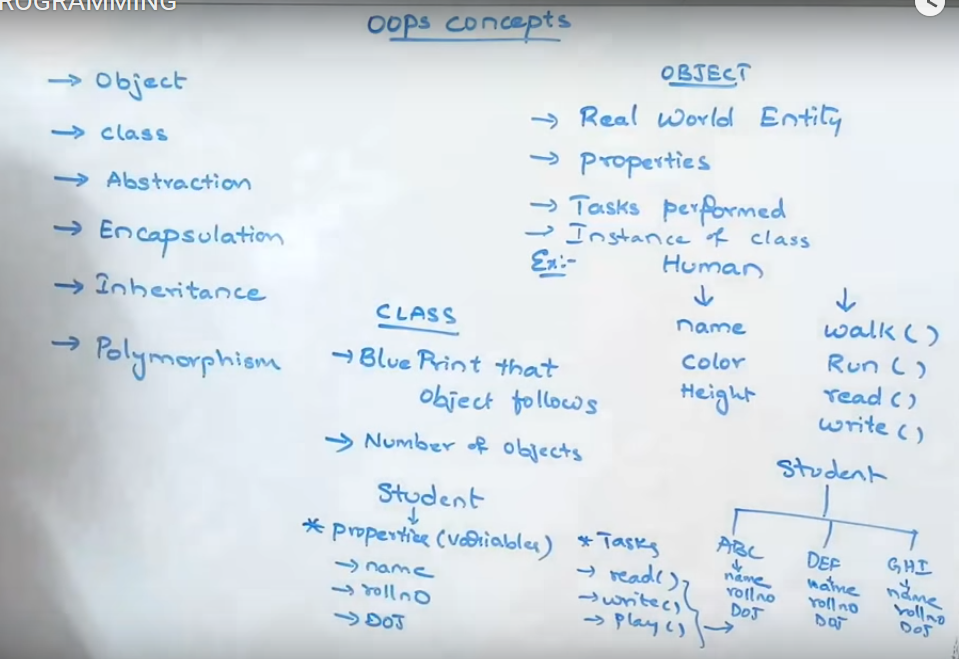 ROGRAMMING
OOPS concepts
→ Object
→ class
→ Abstraction
→ Encapsulation
→ Inheritance
→ Polymorphism
OBJECT
→ Real World Entity
→ properties
→ Tasks performed
→ Instance of class
Ex:- Human
↓ ↓
name walk()
color Run()
Height read()
write()
CLASS
→ Blue Print that
object follows
→ Number of objects
Student
↓
* properties (variables)
→ name
→ rollno
→ DOJ
* Tasks
→ read()
→ write()
→ play() →
Student
ABC DEF GHI
↓ ↓ ↓
name name name
rollno rollno rollno
DOJ DOJ DOJ